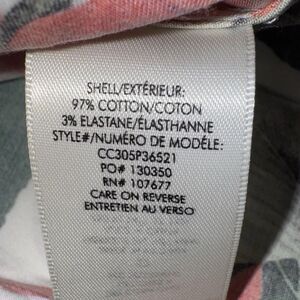 SHELL/EXTÉRIEUR:
97% COTTON/COTON
3% ELASTANE/ÉLASTHANNE
STYLE#/NUMÉRO DE MODÈLE:
CC305P36521
PO# 130350
RN# 107677
CARE ON REVERSE
ENTRETIEN AU VERSO